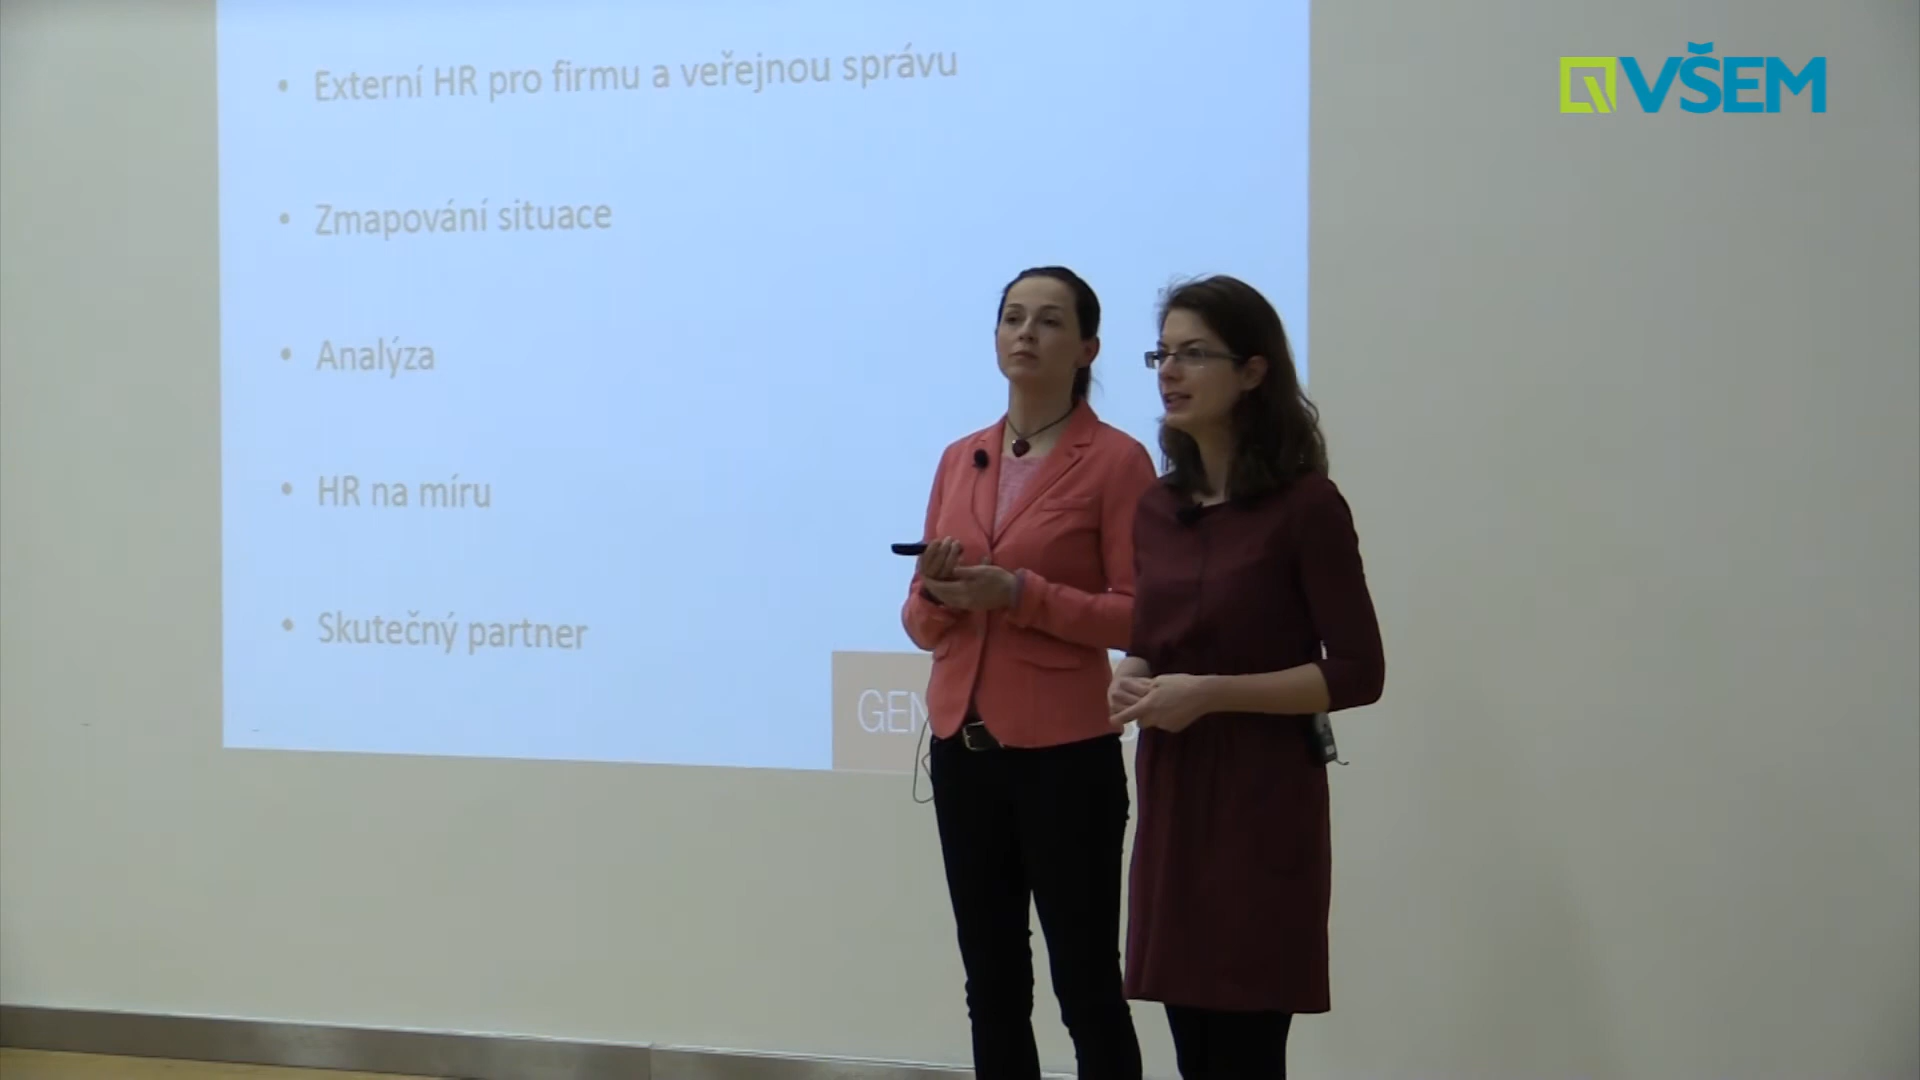 • Externí HR pro firmu a veřejnou správu
VŠEM
• Zmapování situace
• Analýza
• HR na míru
• Skutečný partner